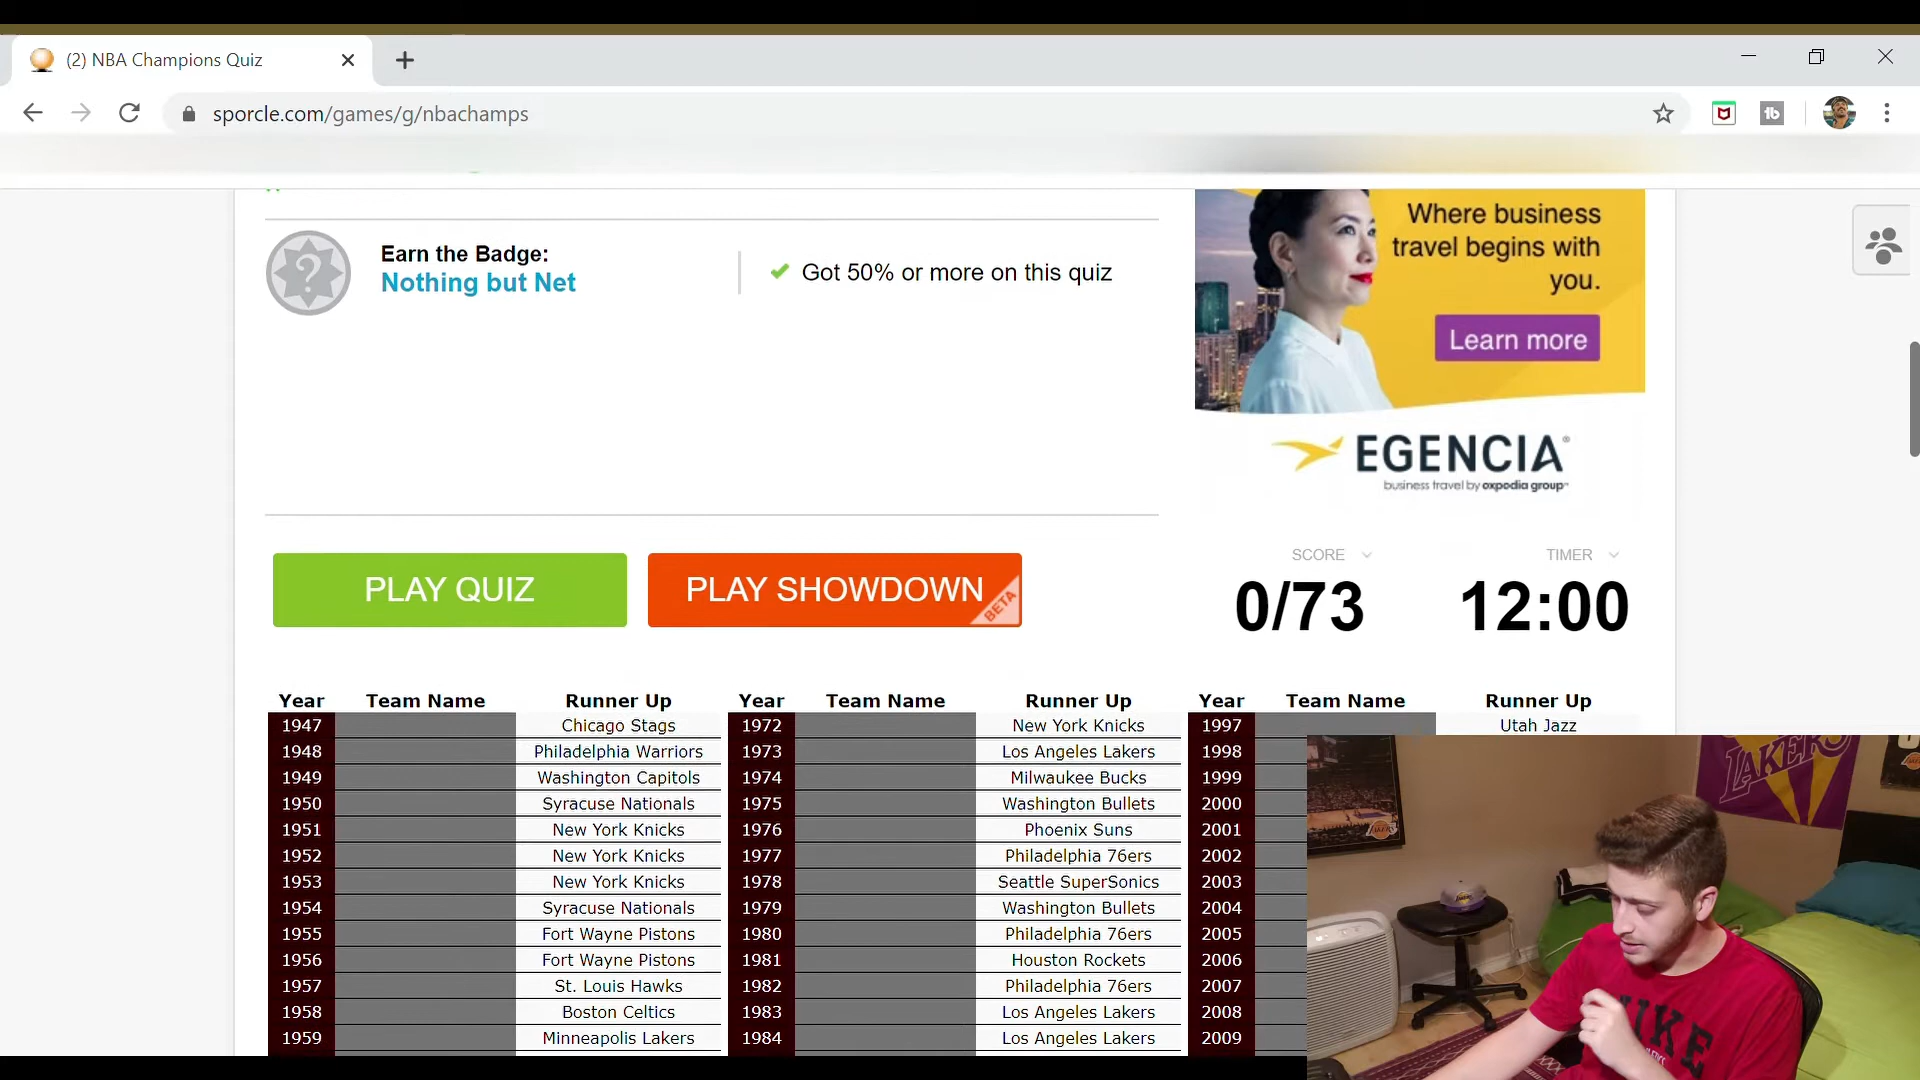 (2) NBA Champions Quiz
sporcle.com/games/g/nbachamps
Earn the Badge:
Nothing but Net
Got 50% or more on this quiz
Where business
travel begins with
you.
Learn more
EGENCIA
business travel by expedia group
PLAY QUIZ
PLAY SHOWDOWN
BETA
SCORE
TIMER
0/73
12:00
Year Team Name Runner Up Year Team Name Runner Up Year Team Name Runner Up
1947 Chicago Stags 1972 New York Knicks 1997 Utah Jazz
1948 Philadelphia Warriors 1973 Los Angeles Lakers 1998
1949 Washington Capitols 1974 Milwaukee Bucks 1999
1950 Syracuse Nationals 1975 Washington Bullets 2000
1951 New York Knicks 1976 Phoenix Suns 2001
1952 New York Knicks 1977 Philadelphia 76ers 2002
1953 New York Knicks 1978 Seattle SuperSonics 2003
1954 Syracuse Nationals 1979 Washington Bullets 2004
1955 Fort Wayne Pistons 1980 Philadelphia 76ers 2005
1956 Fort Wayne Pistons 1981 Houston Rockets 2006
1957 St. Louis Hawks 1982 Philadelphia 76ers 2007
1958 Boston Celtics 1983 Los Angeles Lakers 2008
1959 Minneapolis Lakers 1984 Los Angeles Lakers 2009
LAKERS